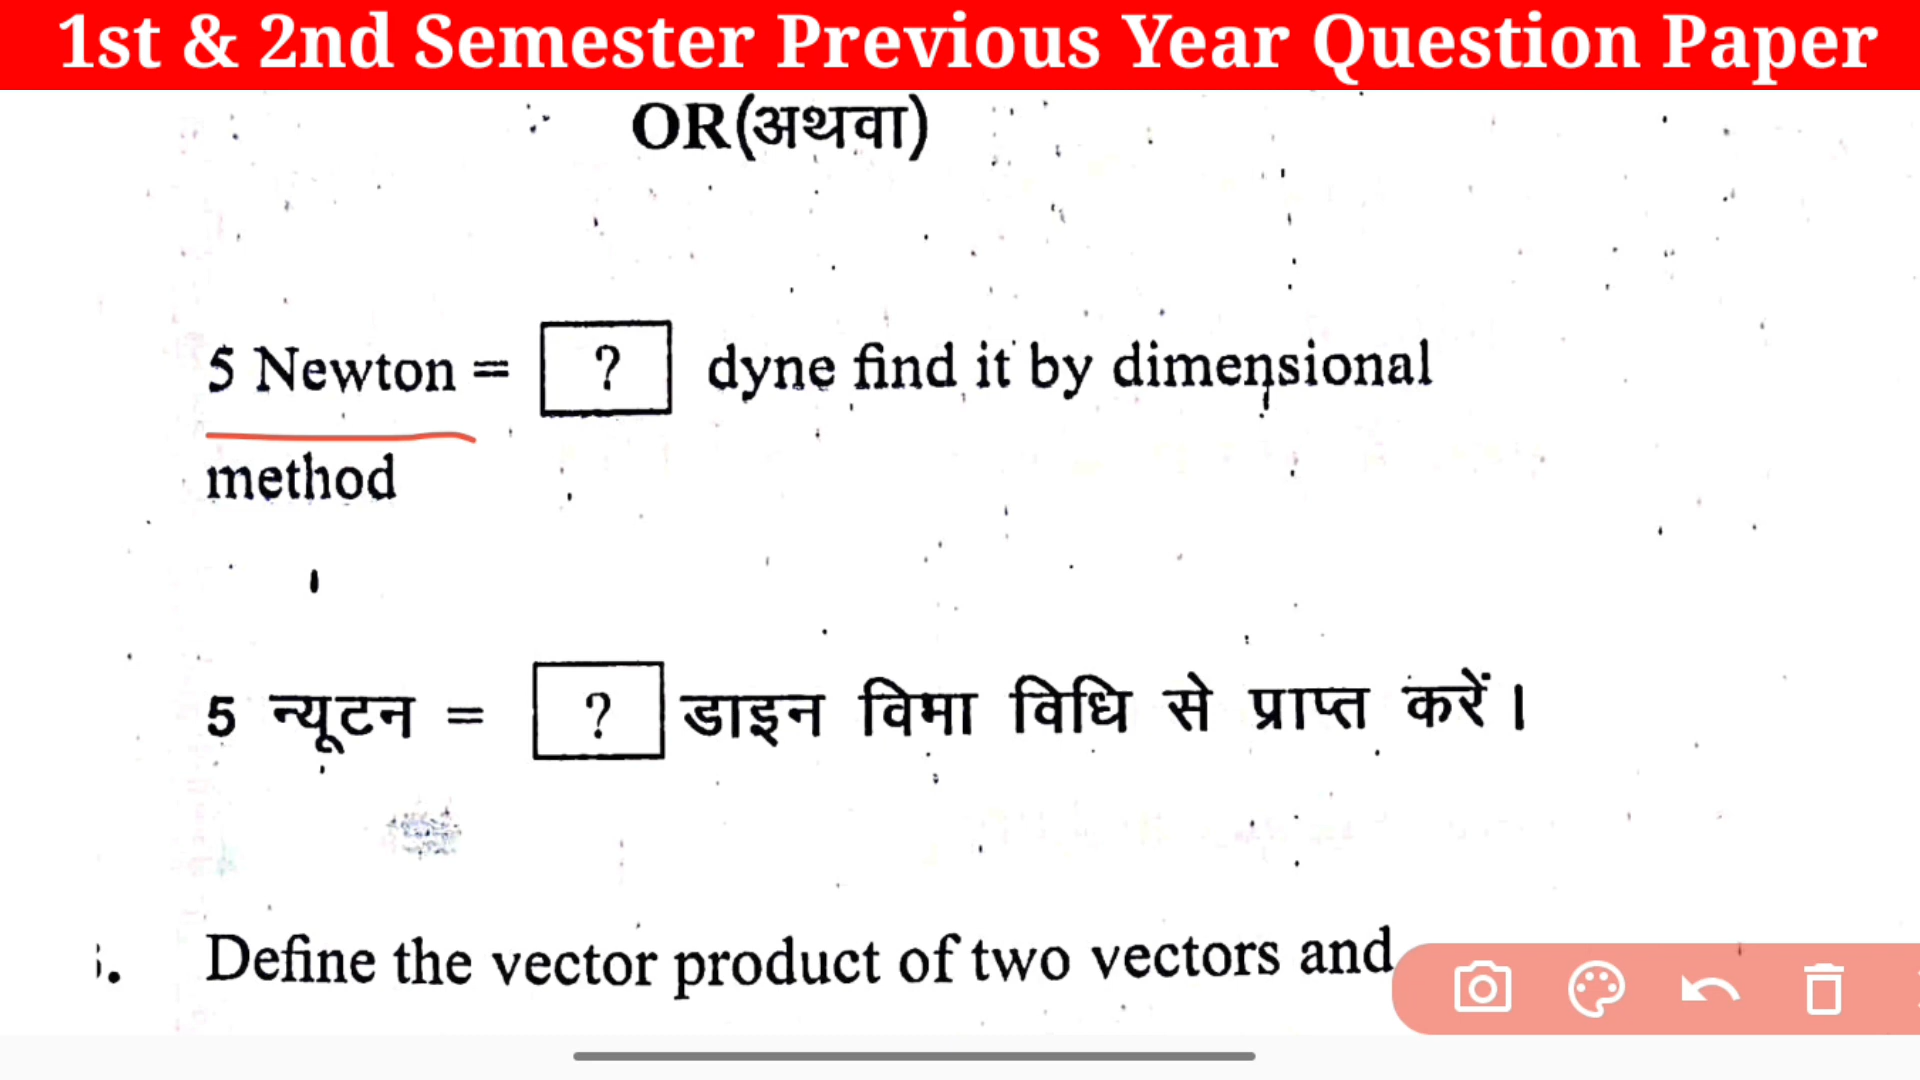 1st & 2nd Semester Previous Year Question Paper
OR(अथवा)
5 Newton = ? dyne find it by dimensional
method
5 न्यूटन = ? डाइन विमा विधि से प्राप्त करें।
Define the vector product of two vectors and